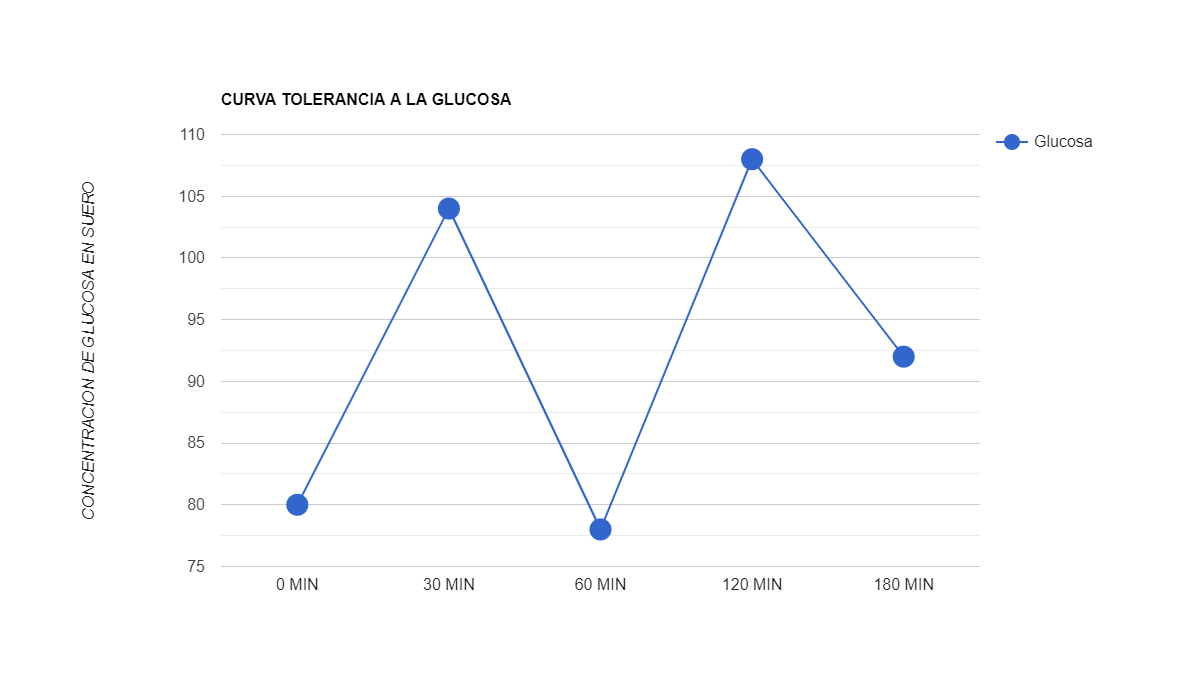 CURVA TOLERANCIA A LA GLUCOSA
Glucosa
CONCENTRACION DE GLUCOSA EN SUERO
110
105
100
95
90
85
80
75
0 MIN
30 MIN
60 MIN
120 MIN
180 MIN